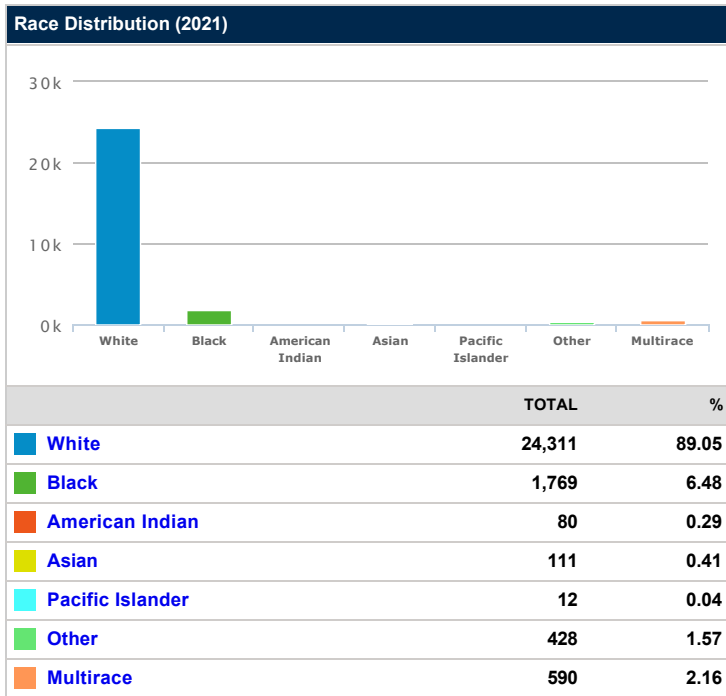 Race Distribution (2021)
30k
20k
10k
0k
White Black American Indian Asian Pacific Islander Other Multirace
TOTAL %
White 24,311 89.05
Black 1,769 6.48
American Indian 80 0.29
Asian 111 0.41
Pacific Islander 12 0.04
Other 428 1.57
Multirace 590 2.16